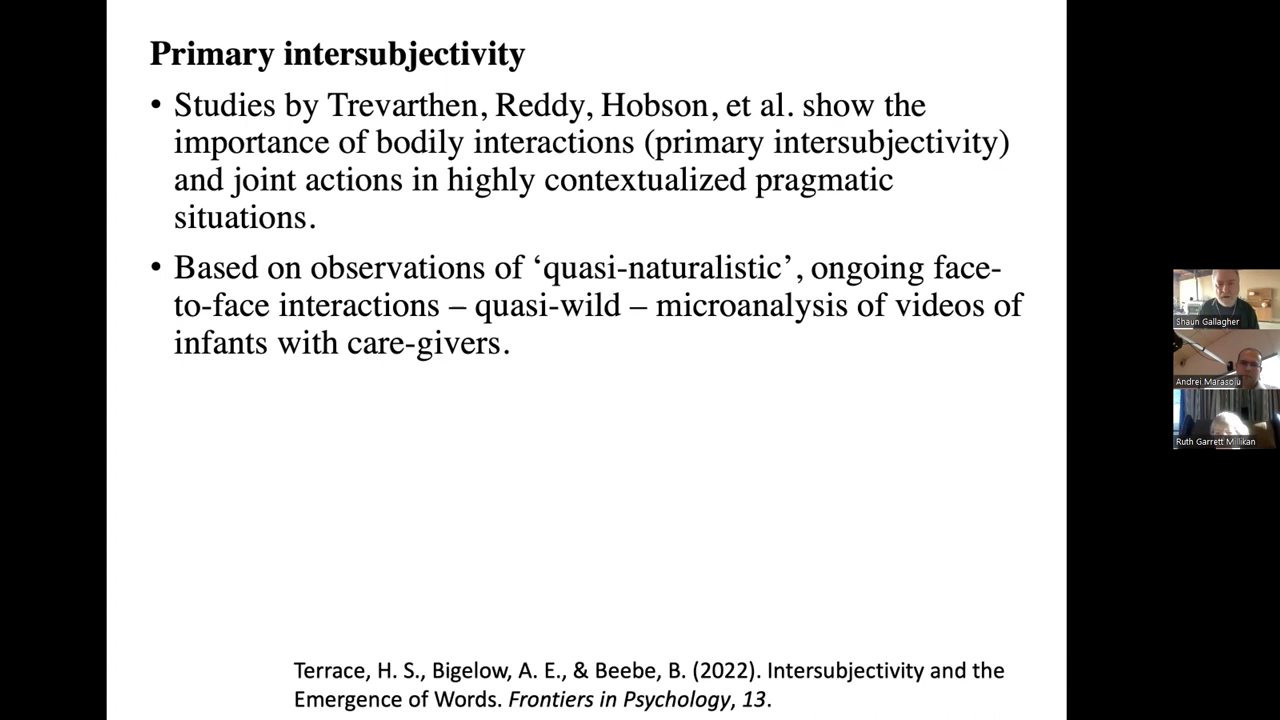 Primary intersubjectivity
• Studies by Trevarthen, Reddy, Hobson, et al. show the
importance of bodily interactions (primary intersubjectivity)
and joint actions in highly contextualized pragmatic
situations.
• Based on observations of ‘quasi-naturalistic’, ongoing face-
to-face interactions – quasi-wild – microanalysis of videos of
infants with care-givers.
Shaun Gallagher
Andrei Marasoiu
Ruth Garrett Millikan
Terrace, H. S., Bigelow, A. E., & Beebe, B. (2022). Intersubjectivity and the
Emergence of Words. Frontiers in Psychology, 13.